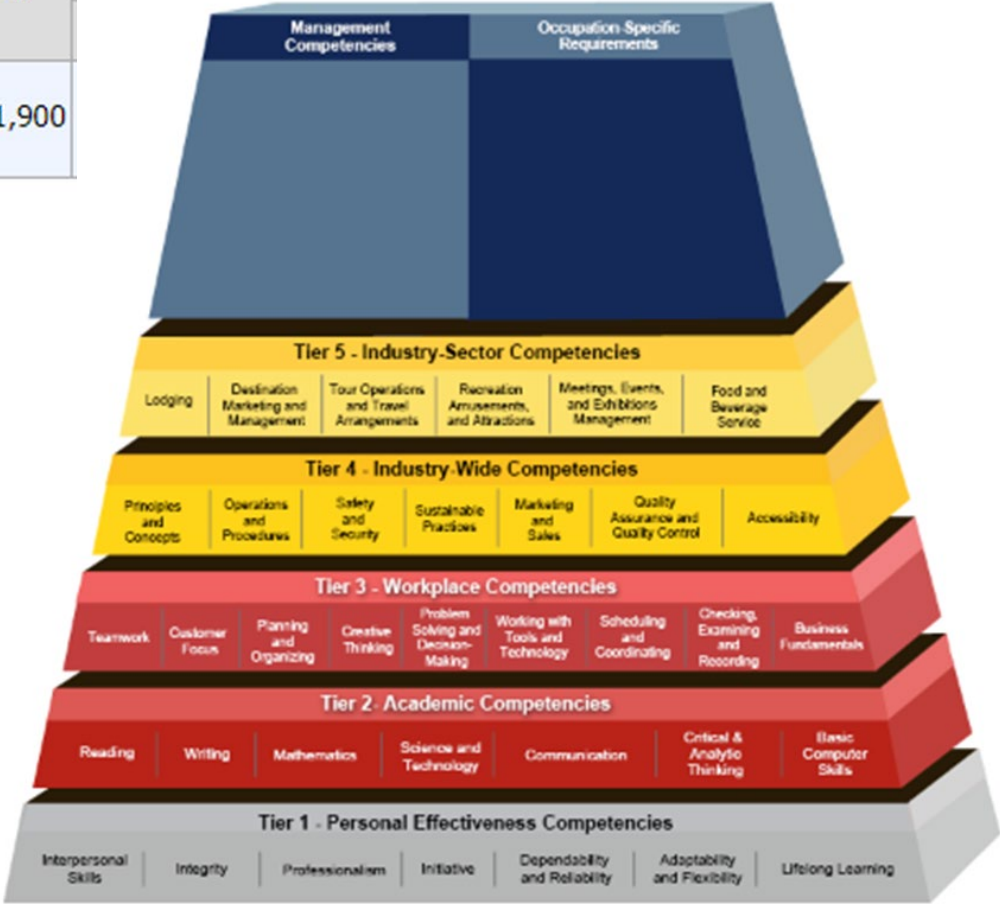 1,900
Management
Competencies
Occupation-Specific
Requirements
Tier 5 - Industry-Sector Competencies
Lodging
Destination
Marketing and
Management
Tour Operations
and Travel
Arrangements
Recreation
Amusements,
and Attractions
Meetings, Events,
and Exhibitions
Management
Food and
Beverage
Service
Tier 4 - Industry-Wide Competencies
Principles
and
Concepts
Operations
and
Procedures
Safety
and
Security
Sustainable
Practices
Marketing
and
Sales
Quality
Assurance and
Quality Control
Accessibility
Tier 3 - Workplace Competencies
Teamwork
Customer
Focus
Planning
and
Organizing
Creative
Thinking
Problem
Solving and
Decision-
Making
Working with
Tools and
Technology
Scheduling
and
Coordinating
Checking,
Examining
and
Recording
Business
Fundamentals
Tier 2- Academic Competencies
Reading
Writing
Mathematics
Science and
Technology
Communication
Critical &
Analytic
Thinking
Basic
Computer
Skills
Tier 1 - Personal Effectiveness Competencies
Interpersonal
Skills
Integrity
Professionalism
Initiative
Dependability
and Reliability
Adaptability
and Flexibility
Lifelong Learning